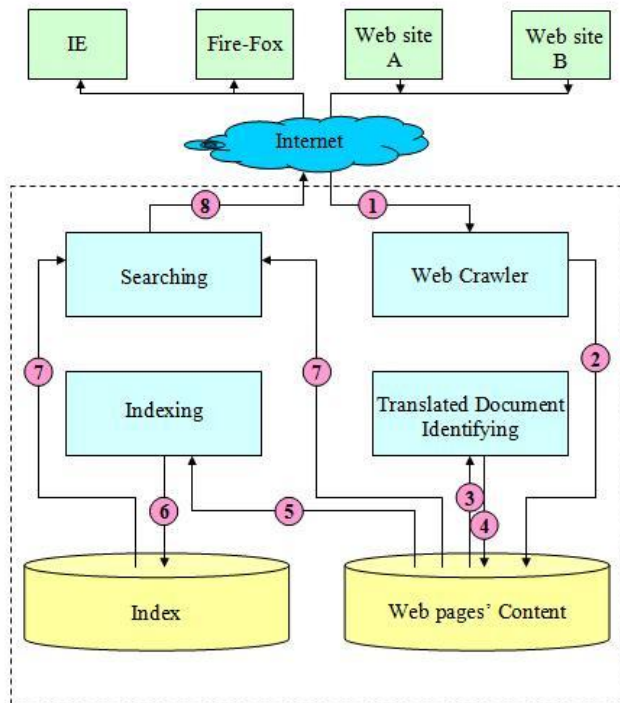 IE
Fire-Fox
Web site
A
Web site
B
Internet
8
1
Searching
Web Crawler
7
7
2
Indexing
Translated Document
Identifying
6
5
3
4
Index
Web pages’ Content